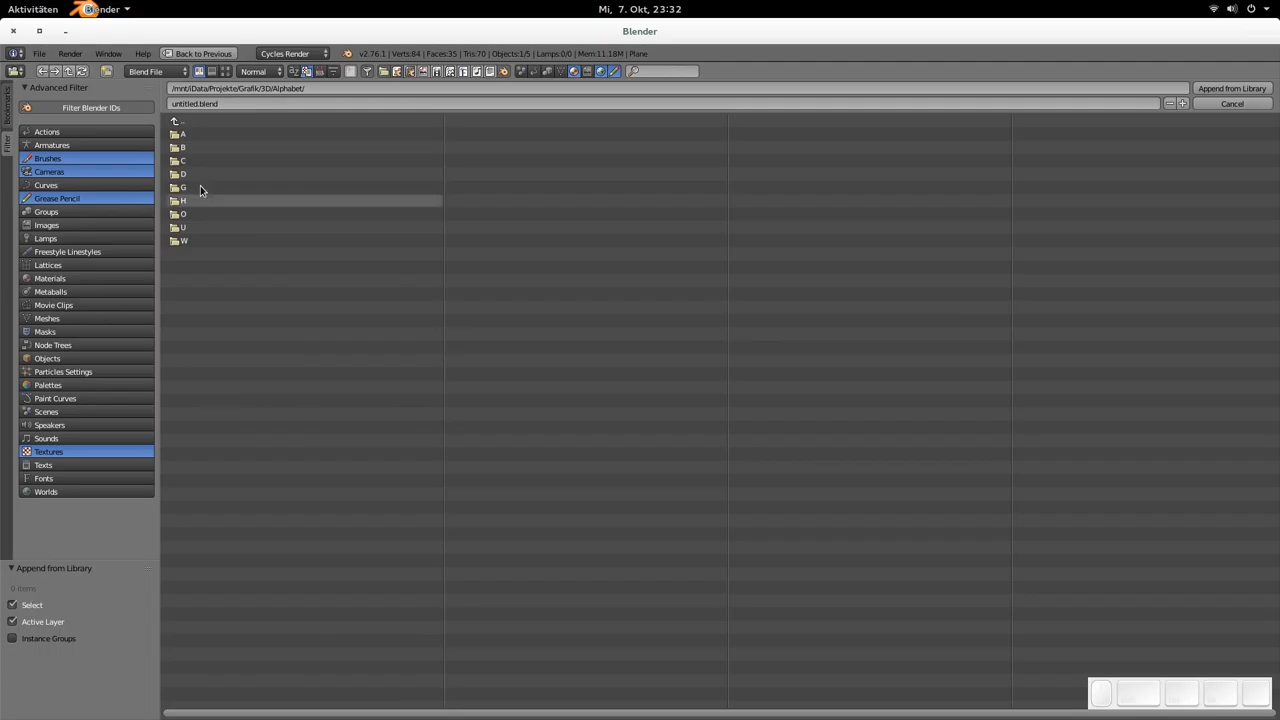 Aktivitäten
Blender
Mi, 7. Okt, 23:32
Blender
File
Render
Window
Help
Back to Previous
Cycles Render
v2.76.1 | Verts:84 | Faces:35 | Tris:70 | Objects:1/5 | Lamps:0/0 | Mem:11.18M | Plane
Blend File
Normal
Bookmarks
Filter
Advanced Filter
Filter Blender IDs
Actions
Armatures
Brushes
Cameras
Curves
Grease Pencil
Groups
Images
Lamps
Freestyle Linestyles
Lattices
Materials
Metaballs
Movie Clips
Meshes
Masks
Node Trees
Objects
Particles Settings
Palettes
Paint Curves
Scenes
Speakers
Sounds
Textures
Texts
Fonts
Worlds
Append from Library
0 items
Select
Active Layer
Instance Groups
/mnt/iData/Projekte/Grafik/3D/Alphabet/
Append from Library
untitled.blend
Cancel
..
A
B
C
D
G
H
O
U
W